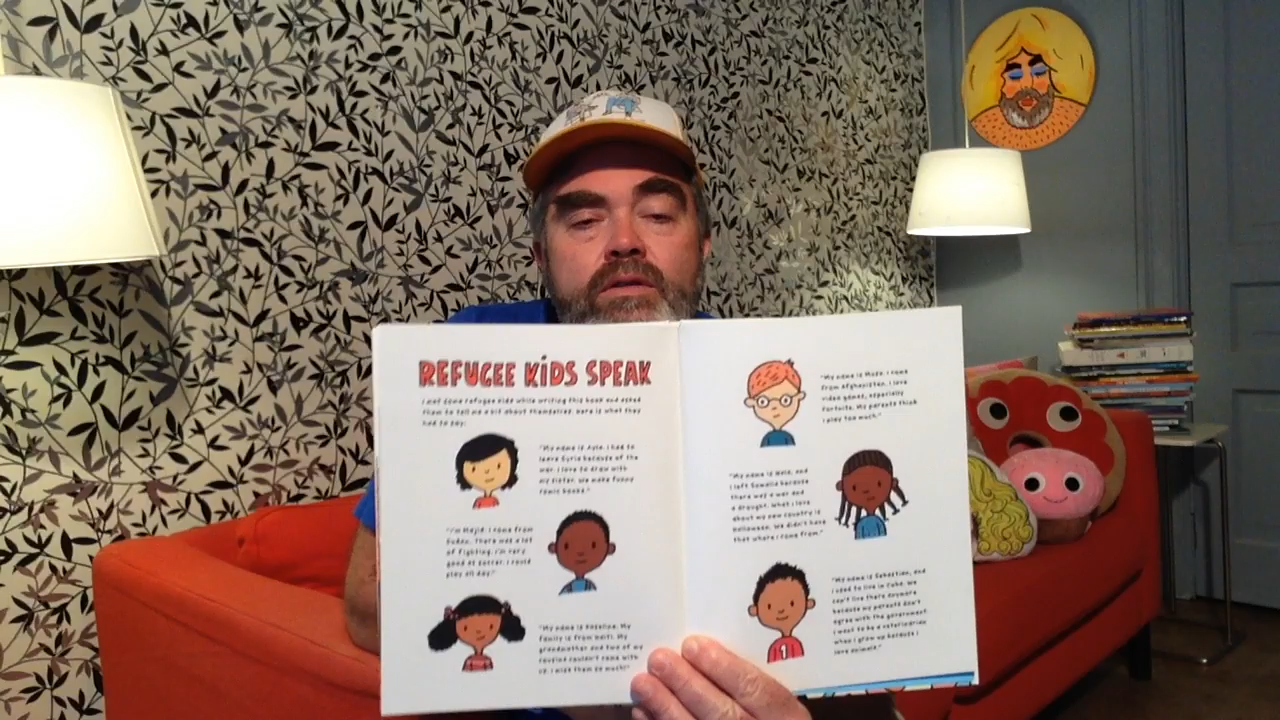 REFUGEE KIDS SPEAK
I met some refugee kids while writing this book and asked
them to tell me a bit about themselves. Here is what they
had to say:
"My name is Ayla. I had to
leave Syria because of the
war. I love to draw with
my sister. We make funny
comic books."
"I'm Majid. I come from
Sudan. There was a lot
of fighting. I'm very
good at soccer. I could
play all day."
"My name is Roseline. My
family is from Haiti. My
grandmother and two of my
cousins couldn't come with
us. I miss them so much!"
"My name is I come
from Afghanistan. I love
video games, especially
Fortnite. My parents think
I play too much."
"My name is and
I left Somalia because
there was a war and
a drought. What I love
about my new country is
Halloween. We didn't have
that where I come from."
"My name is Sebastian, and
I used to live in Cuba. We
can't live there anymore
because my parents don't
agree with the government.
I want to be a veterinarian
when I grow up because I
love animals."
1